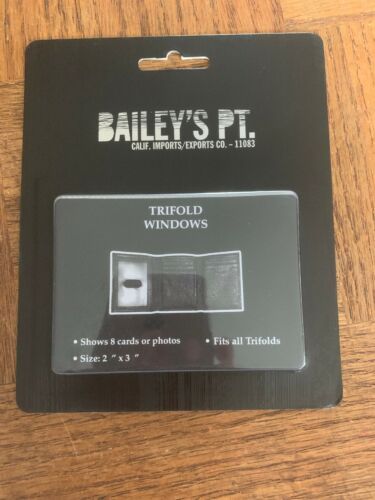 BAILEY'S PT.
CALIF. IMPORTS/EXPORTS CO. – 11083
TRIFOLD
WINDOWS
• Shows 8 cards or photos • Fits all Trifolds
• Size: 2 " x 3 "